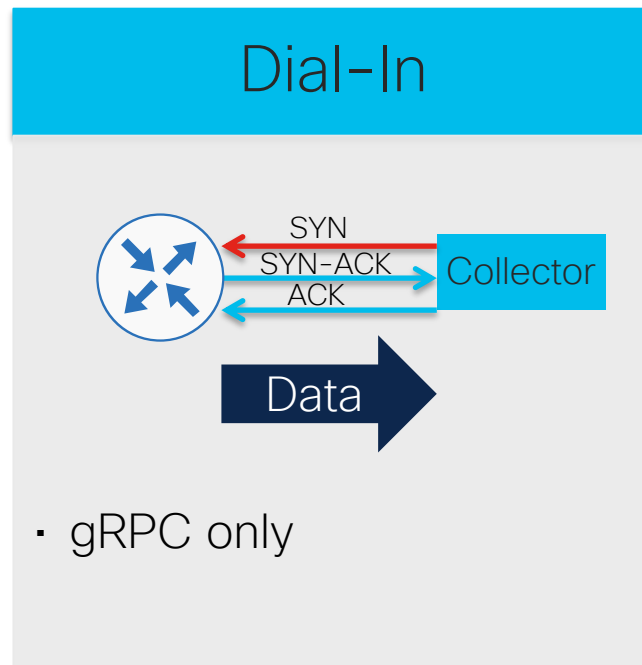 Dial-In
SYN
SYN-ACK
Collector
ACK
Data
· gRPC only